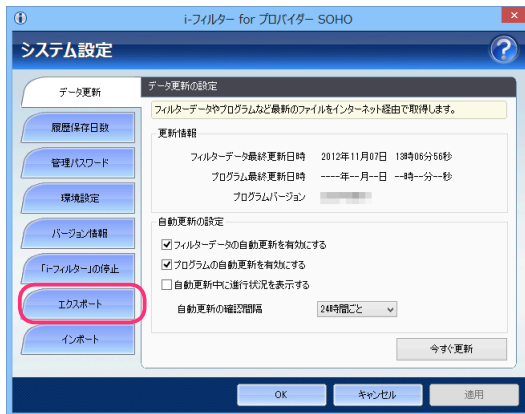 i-フィルター for プロバイダー SOHO
システム設定
データ更新
履歴保存日数
管理パスワード
環境設定
バージョン情報
「i-フィルター」の停止
エクスポート
インポート
データ更新の設定
フィルターデータやプログラムなど最新のファイルをインターネット経由で取得します。
更新情報
フィルターデータ最終更新日時 2012年11月07日 13時06分56秒
プログラム最終更新日時 ----年--月--日 --時--分--秒
プログラムバージョン
自動更新の設定
フィルターデータの自動更新を有効にする
プログラムの自動更新を有効にする
自動更新中に進行状況を表示する
自動更新の確認間隔 24時間ごと
今すぐ更新
OK キャンセル 適用